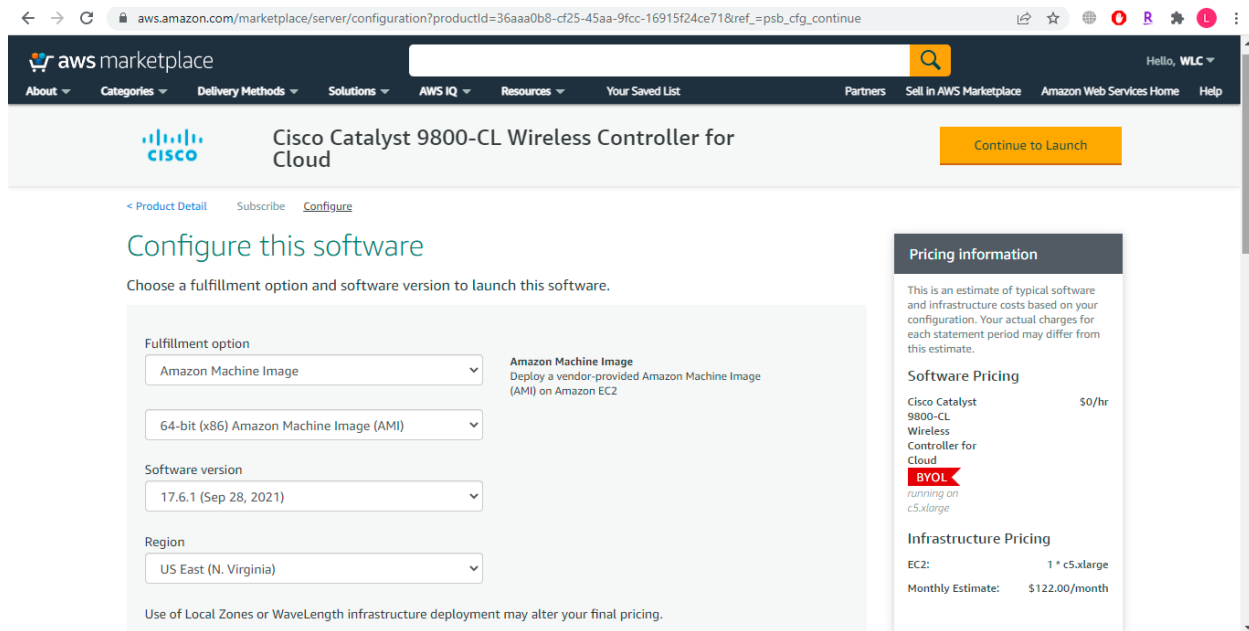 aws.amazon.com/marketplace/server/configuration?productId=36aaa0b8-cf25-45aa-9fcc-16915f24ce71&ref_=psb_cfg_continue
R
L
aws marketplace
Hello, WLC
About
Categories
Delivery Methods
Solutions
AWS IQ
Resources
Your Saved List
Partners
Sell in AWS Marketplace
Amazon Web Services Home
Help
CISCO
Cisco Catalyst 9800-CL Wireless Controller for
Cloud
Continue to Launch
< Product Detail
Subscribe
Configure
Configure this software
Choose a fulfillment option and software version to launch this software.
Fulfillment option
Amazon Machine Image
64-bit (x86) Amazon Machine Image (AMI)
Amazon Machine Image
Deploy a vendor-provided Amazon Machine Image
(AMI) on Amazon EC2
Software version
17.6.1 (Sep 28, 2021)
Region
US East (N. Virginia)
Use of Local Zones or WaveLength infrastructure deployment may alter your final pricing.
Pricing information
This is an estimate of typical software
and infrastructure costs based on your
configuration. Your actual charges for
each statement period may differ from
this estimate.
Software Pricing
Cisco Catalyst $0/hr
9800-CL
Wireless
Controller for
Cloud
BYOL
running on
c5.xlarge
Infrastructure Pricing
EC2: 1 * c5.xlarge
Monthly Estimate: $122.00/month